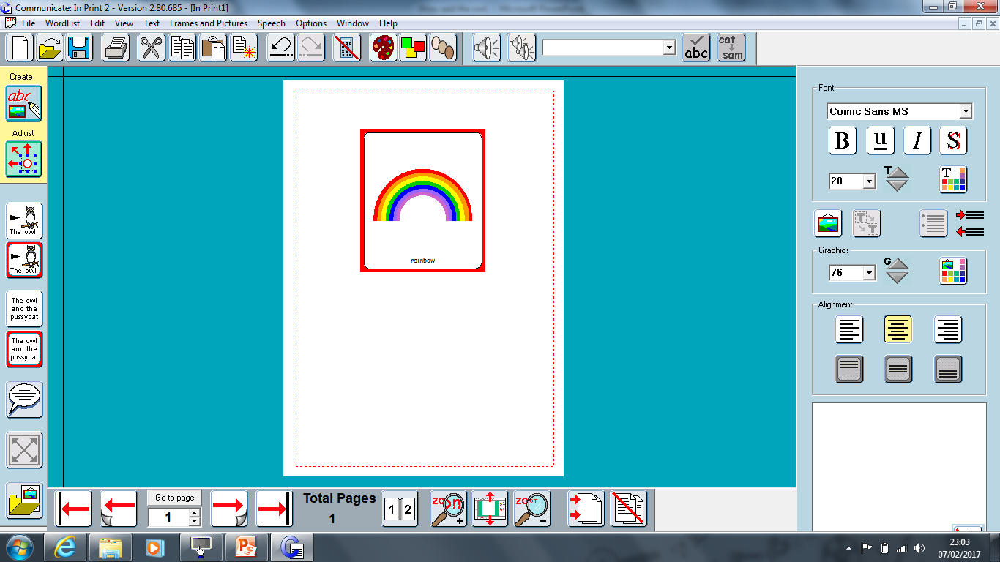 Communicate: In Print 2 - Version 2.80.685 - [In Print1]
File WordList Edit View Text Frames and Pictures Speech Options Window Help
abc
cat
sam
Create
abc
Adjust
The owl
The owl
The owl
and the
pussycat
The owl
and the
pussycat
rainbow
Font
Comic Sans MS
B u I S
20
T
T
T
T
Graphics
76
G
Alignment
Go to page
1
Total Pages
1
1 2
zoom
+
zoom
-
23:03
07/02/2017